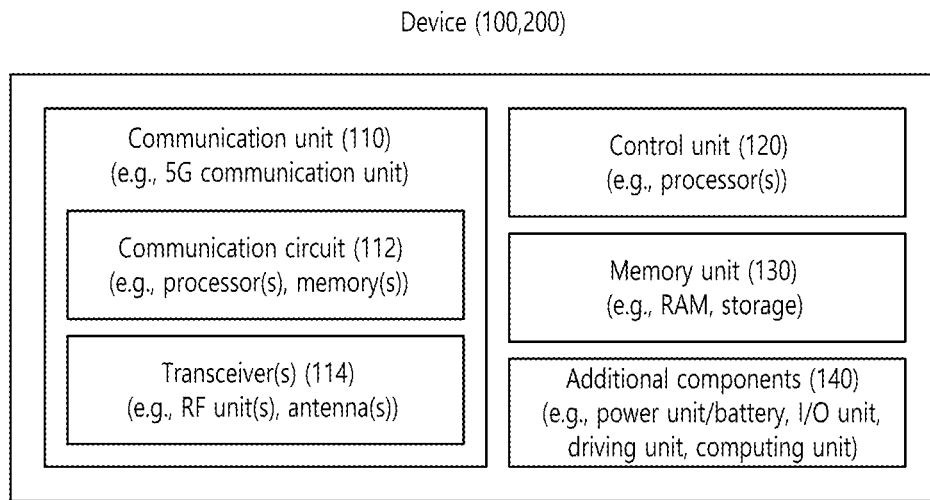 Device (100,200)
Communication unit (110)
(e.g., 5G communication unit)
Communication circuit (112)
(e.g., processor(s), memory(s))
Transceiver(s) (114)
(e.g., RF unit(s), antenna(s))
Control unit (120)
(e.g., processor(s))
Memory unit (130)
(e.g., RAM, storage)
Additional components (140)
(e.g., power unit/battery, I/O unit,
driving unit, computing unit)